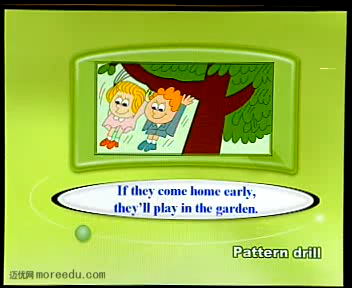 If they come home early,
they'll play in the garden.
Pattern drill
迈优网 moreedu.com